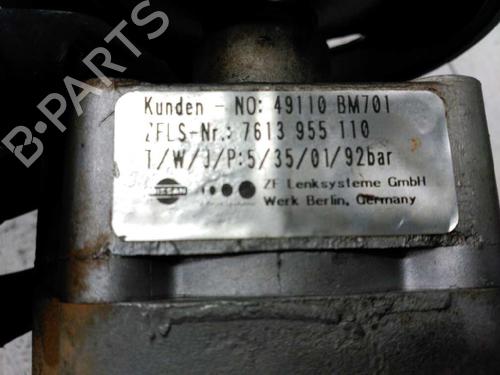 B-PARTS
Kunden - NO: 49110 BM701
ZFLS-Nr.: 7613 955 110
T/W/J/P:5/35/01/92bar
NISSAN
ZF Lenksysteme GmbH
Werk Berlin, Germany